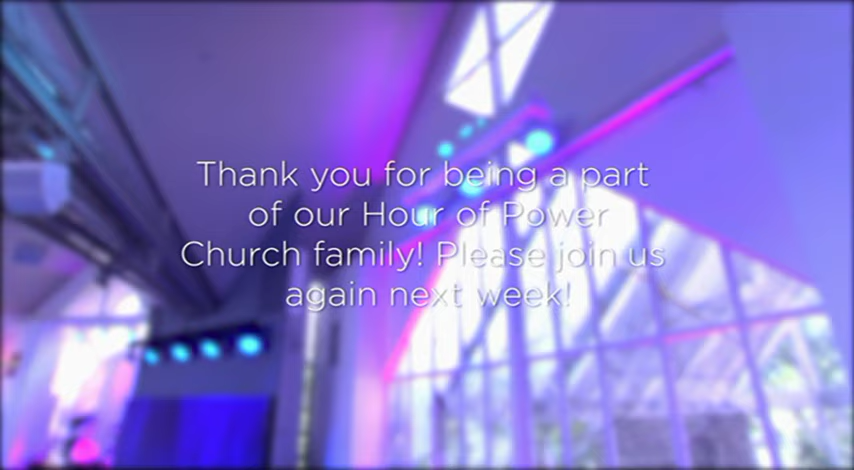 Thank you for being a part
of our Hour of Power
Church family! Please join us
again next week!